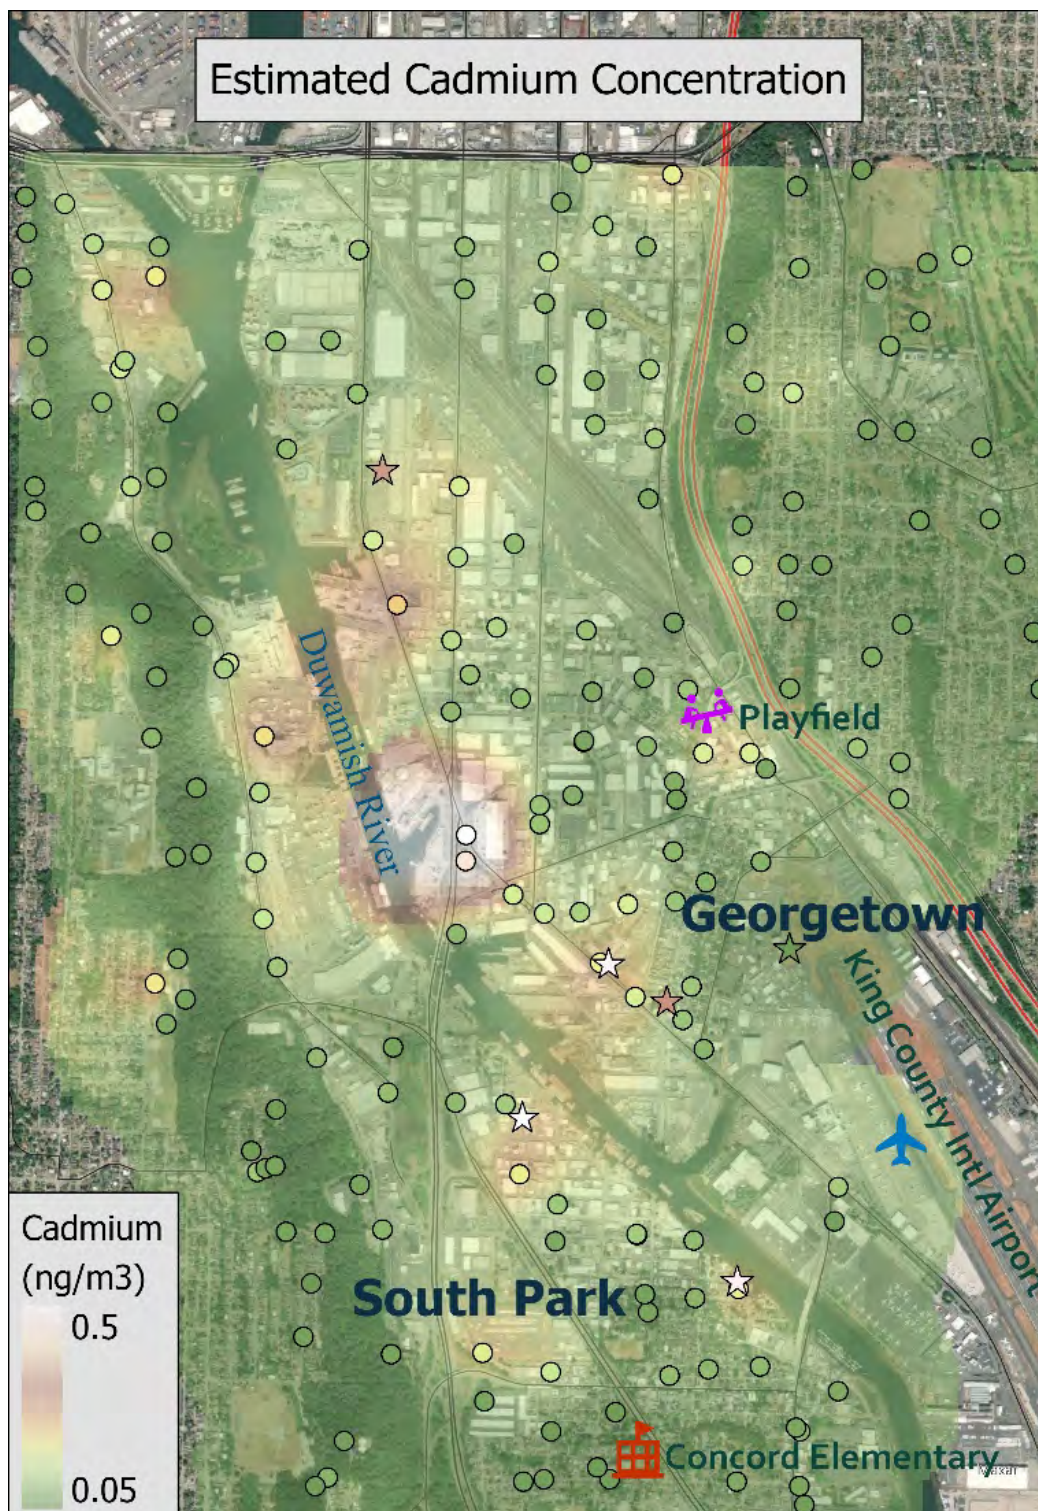 Estimated Cadmium Concentration
Duwamish River
Playfield
Georgetown
King County Intl Airport
South Park
Concord Elementary
Maxar
Cadmium
(ng/m3)
0.5
0.05